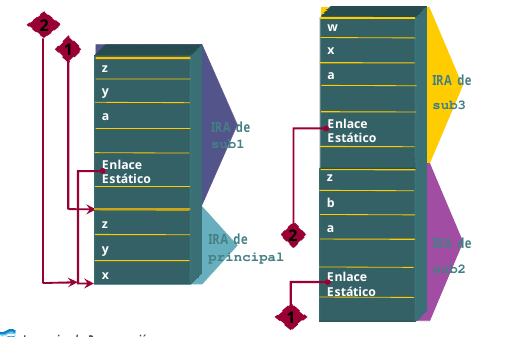 2
1
z
y
a
Enlace
Estático
z
y
x
IRA de
sub1
IRA de
principal
w
x
a
Enlace
Estático
z
b
a
Enlace
Estático
2
1
IRA de
sub3
IRA de
sub2